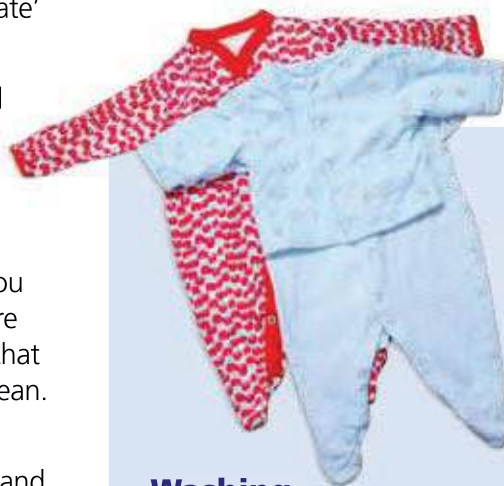 ate’
ou
re
hat
ean.
and
Washing